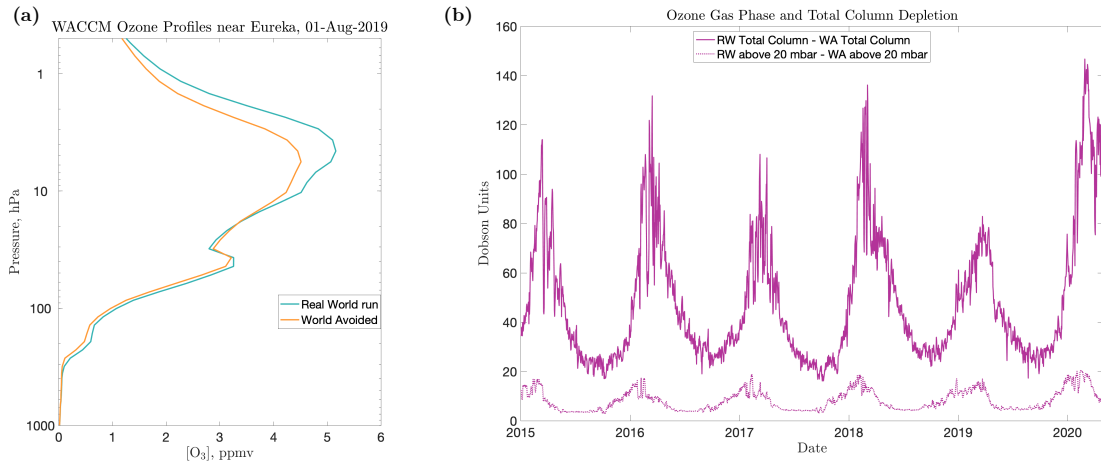 (a)
WACCM Ozone Profiles near Eureka, 01-Aug-2019
1
10
100
1000
Pressure, hPa
0 1 2 3 4 5 6
[O₃], ppmv
Real World run
World Avoided
(b)
Ozone Gas Phase and Total Column Depletion
160
140
120
100
80
60
40
20
0
Dobson Units
2015 2016 2017 2018 2019 2020
Date
RW Total Column - WA Total Column
RW above 20 mbar - WA above 20 mbar